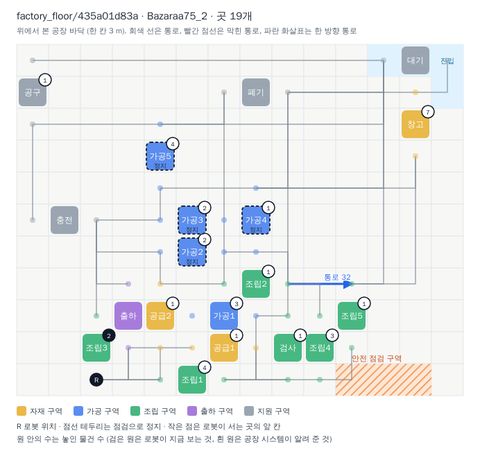 factory_floor/435a01d83a · Bazaraa75_2 · 곳 19개
위에서 본 공장 바닥 (한 칸 3 m). 회색 선은 통로, 빨간 점선은 막힌 통로, 파란 화살표는 한 방향 통로
대기
진입
공구
1
폐기
창고
7
가공5
4
정지
충전
가공3
2
정지
가공4
1
정지
가공2
2
정지
조립2
1
통로 32
출하
공급2
1
가공1
3
조립5
1
조립3
2
공급1
1
검사
1
조립4
3
안전 점검 구역
R
조립1
4
자재 구역
가공 구역
조립 구역
출하 구역
지원 구역
R 로봇 위치 · 점선 테두리는 점검으로 정지 · 작은 점은 로봇이 서는 곳의 앞 칸
원 안의 수는 놓인 물건 수 (검은 원은 로봇이 지금 보는 것, 흰 원은 공장 시스템이 알려 준 것)